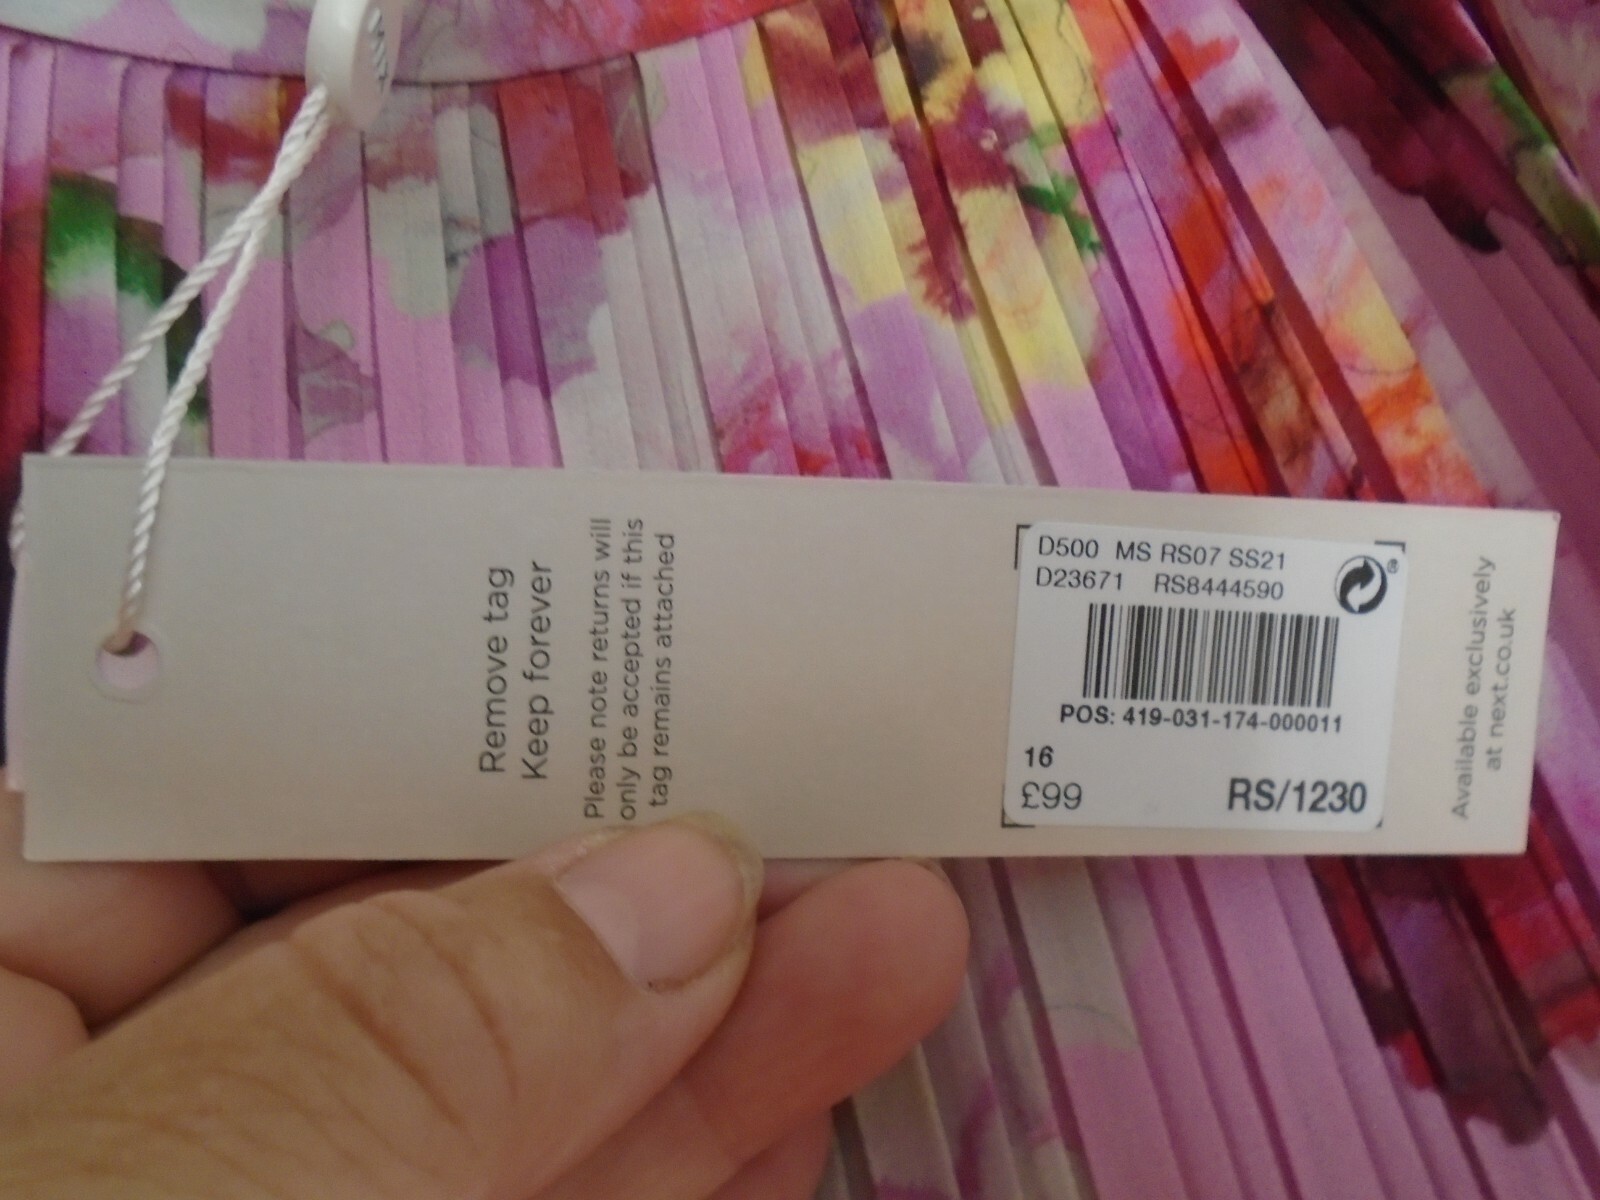 Remove tag
Keep forever
Please note returns will
only be accepted if this
tag remains attached
D500 MS RS07 SS21
D23671 RS8444590
®
POS: 419-031-174-000011
16
£99 RS/1230
Available exclusively
at next.co.uk